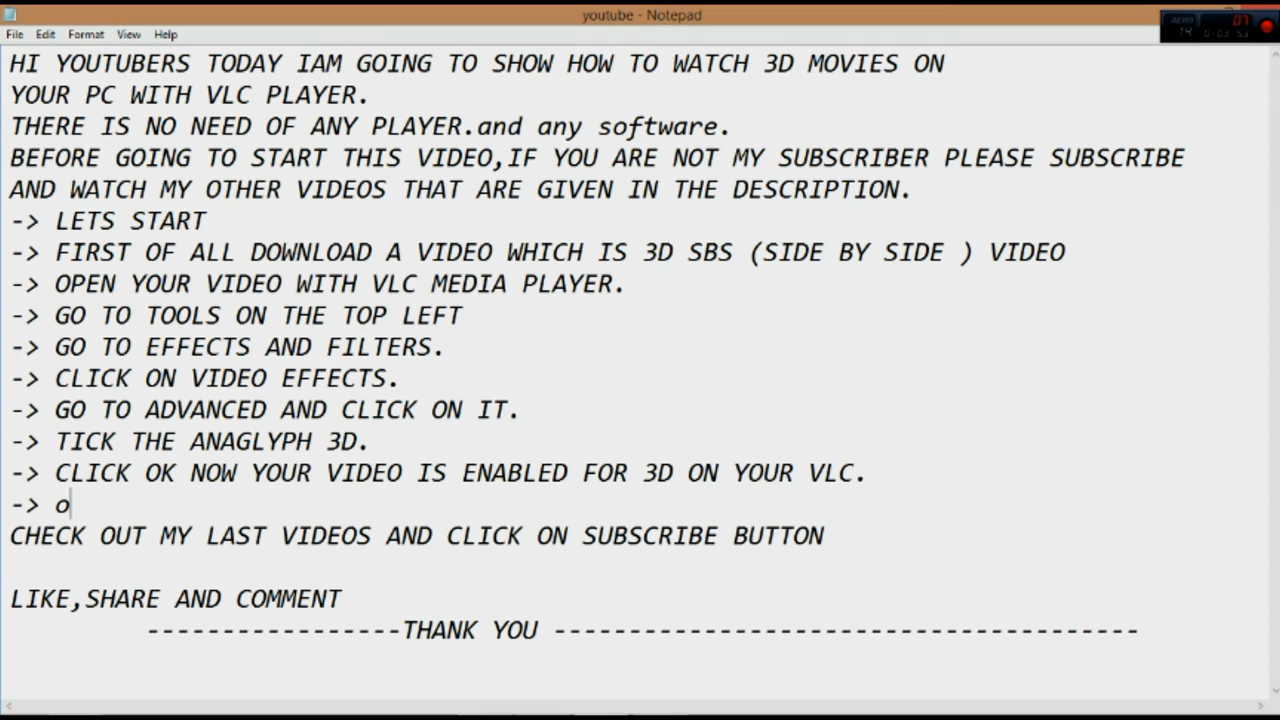 youtube - Notepad
File Edit Format View Help
HI YOUTUBERS TODAY IAM GOING TO SHOW HOW TO WATCH 3D MOVIES ON
YOUR PC WITH VLC PLAYER.
THERE IS NO NEED OF ANY PLAYER.and any software.
BEFORE GOING TO START THIS VIDEO,IF YOU ARE NOT MY SUBSCRIBER PLEASE SUBSCRIBE
AND WATCH MY OTHER VIDEOS THAT ARE GIVEN IN THE DESCRIPTION.
-> LETS START
-> FIRST OF ALL DOWNLOAD A VIDEO WHICH IS 3D SBS (SIDE BY SIDE ) VIDEO
-> OPEN YOUR VIDEO WITH VLC MEDIA PLAYER.
-> GO TO TOOLS ON THE TOP LEFT
-> GO TO EFFECTS AND FILTERS.
-> CLICK ON VIDEO EFFECTS.
-> GO TO ADVANCED AND CLICK ON IT.
-> TICK THE ANAGLYPH 3D.
-> CLICK OK NOW YOUR VIDEO IS ENABLED FOR 3D ON YOUR VLC.
-> o
CHECK OUT MY LAST VIDEOS AND CLICK ON SUBSCRIBE BUTTON
LIKE,SHARE AND COMMENT
-----------------THANK YOU ---------------------------------------